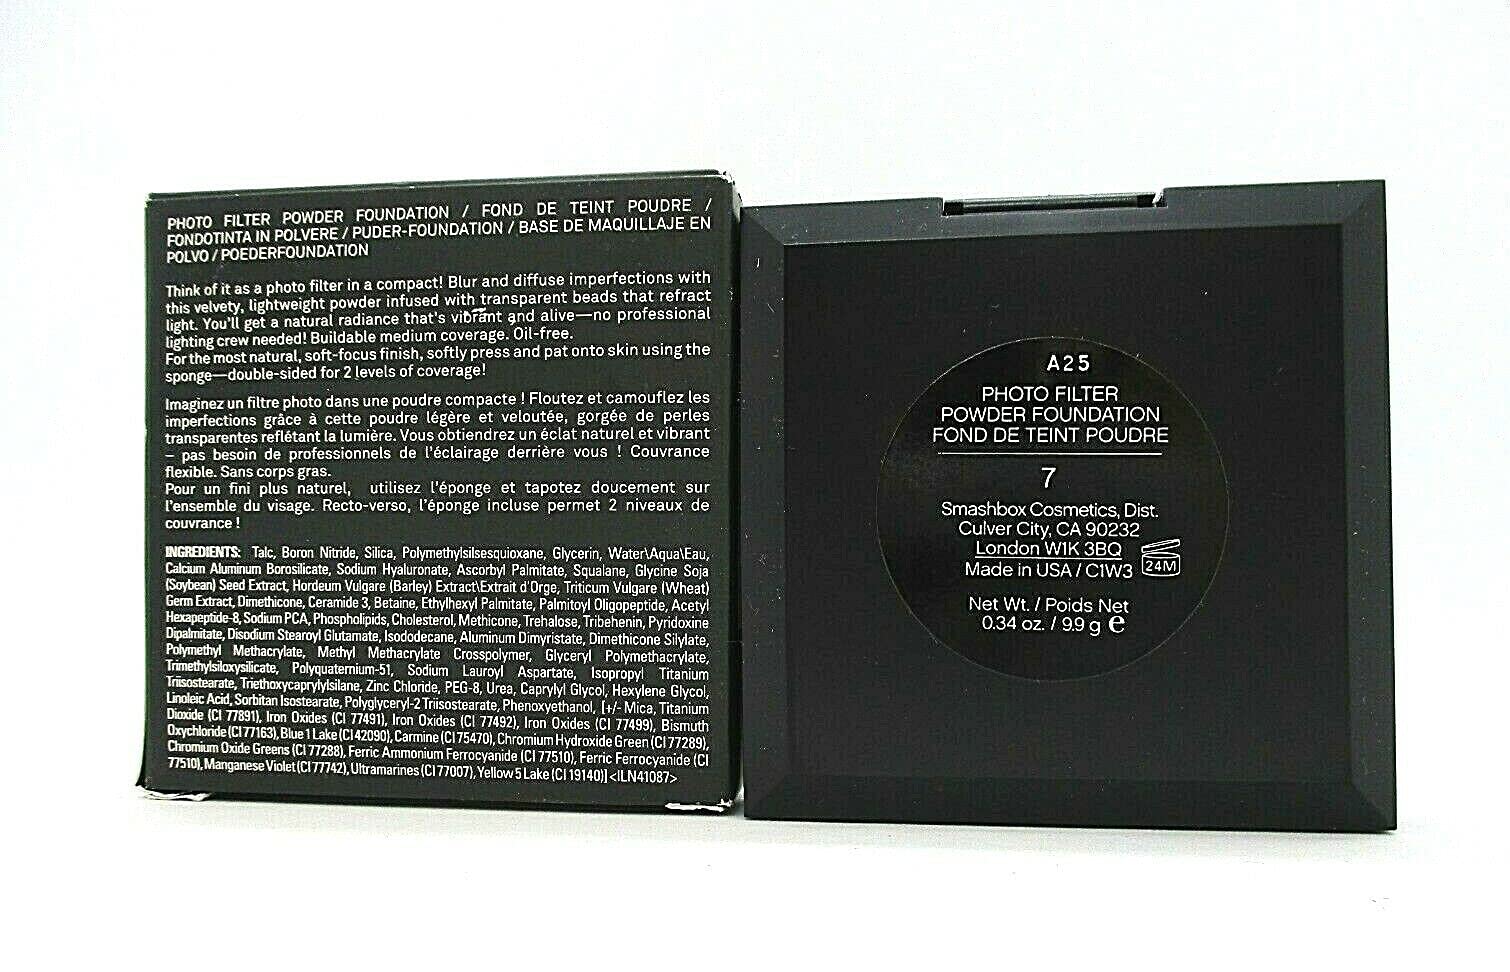 PHOTO FILTER POWDER FOUNDATION / FOND DE TEINT POUDRE /
FONDOTINTA IN POLVERE / PUDER-FOUNDATION / BASE DE MAQUILLAJE EN
POLVO / POEDERFOUNDATION
Think of it as a photo filter in a compact! Blur and diffuse imperfections with
this velvety, lightweight powder infused with transparent beads that refract
light. You'll get a natural radiance that's vibrant and alive—no professional
lighting crew needed! Buildable medium coverage. Oil-free.
For the most natural, soft-focus finish, softly press and pat onto skin using the
sponge—double-sided for 2 levels of coverage!
Imaginez un filtre photo dans une poudre compacte ! Floutez et camouflez les
imperfections grâce à cette poudre légère et veloutée, gorgée de perles
transparentes reflétant la lumière. Vous obtiendrez un éclat naturel et vibrant
– pas besoin de professionnels de l'éclairage derrière vous ! Couvrance
flexible. Sans corps gras.
Pour un fini plus naturel, utilisez l'éponge et tapotez doucement sur
l'ensemble du visage. Recto-verso, l'éponge incluse permet 2 niveaux de
couvrance !
INGREDIENTS: Talc, Boron Nitride, Silica, Polymethylsilsesquioxane, Glycerin, Water\Aqua\Eau,
Calcium Aluminum Borosilicate, Sodium Hyaluronate, Ascorbyl Palmitate, Squalane, Glycine Soja
(Soybean) Seed Extract, Hordeum Vulgare (Barley) Extract\Extrait d'Orge, Triticum Vulgare (Wheat)
Germ Extract, Dimethicone, Ceramide 3, Betaine, Ethylhexyl Palmitate, Palmitoyl Oligopeptide, Acetyl
Hexapeptide-8, Sodium PCA, Phospholipids, Cholesterol, Methicone, Trehalose, Tribehenin, Pyridoxine
Dipalmitate, Disodium Stearoyl Glutamate, Isododecane, Aluminum Dimyristate, Dimethicone Silylate,
Polymethyl Methacrylate, Methyl Methacrylate Crosspolymer, Glyceryl Polymethacrylate,
Trimethylsiloxysilicate, Polyquaternium-51, Sodium Lauroyl Aspartate, Isopropyl Titanium
Triisostearate, Triethoxycaprylylsilane, Zinc Chloride, PEG-8, Urea, Caprylyl Glycol, Hexylene Glycol,
Linoleic Acid, Sorbitan Isostearate, Polyglyceryl-2 Triisostearate, Phenoxyethanol, [+/- Mica, Titanium
Dioxide (CI 77891), Iron Oxides (CI 77491), Iron Oxides (CI 77492), Iron Oxides (CI 77499), Bismuth
Oxychloride (CI 77163), Blue 1 Lake (CI 42090), Carmine (CI 75470), Chromium Hydroxide Green (CI 77289),
Chromium Oxide Greens (CI 77288), Ferric Ammonium Ferrocyanide (CI 77510), Ferric Ferrocyanide (CI
77510), Manganese Violet (CI 77742), Ultramarines (CI 77007), Yellow 5 Lake (CI 19140)] <ILN41087>
A25
PHOTO FILTER
POWDER FOUNDATION
FOND DE TEINT POUDRE
7
Smashbox Cosmetics, Dist.
Culver City, CA 90232
London W1K 3BQ
Made in USA / C1W3
24M
Net Wt. / Poids Net
0.34 oz. / 9.9 g ℮